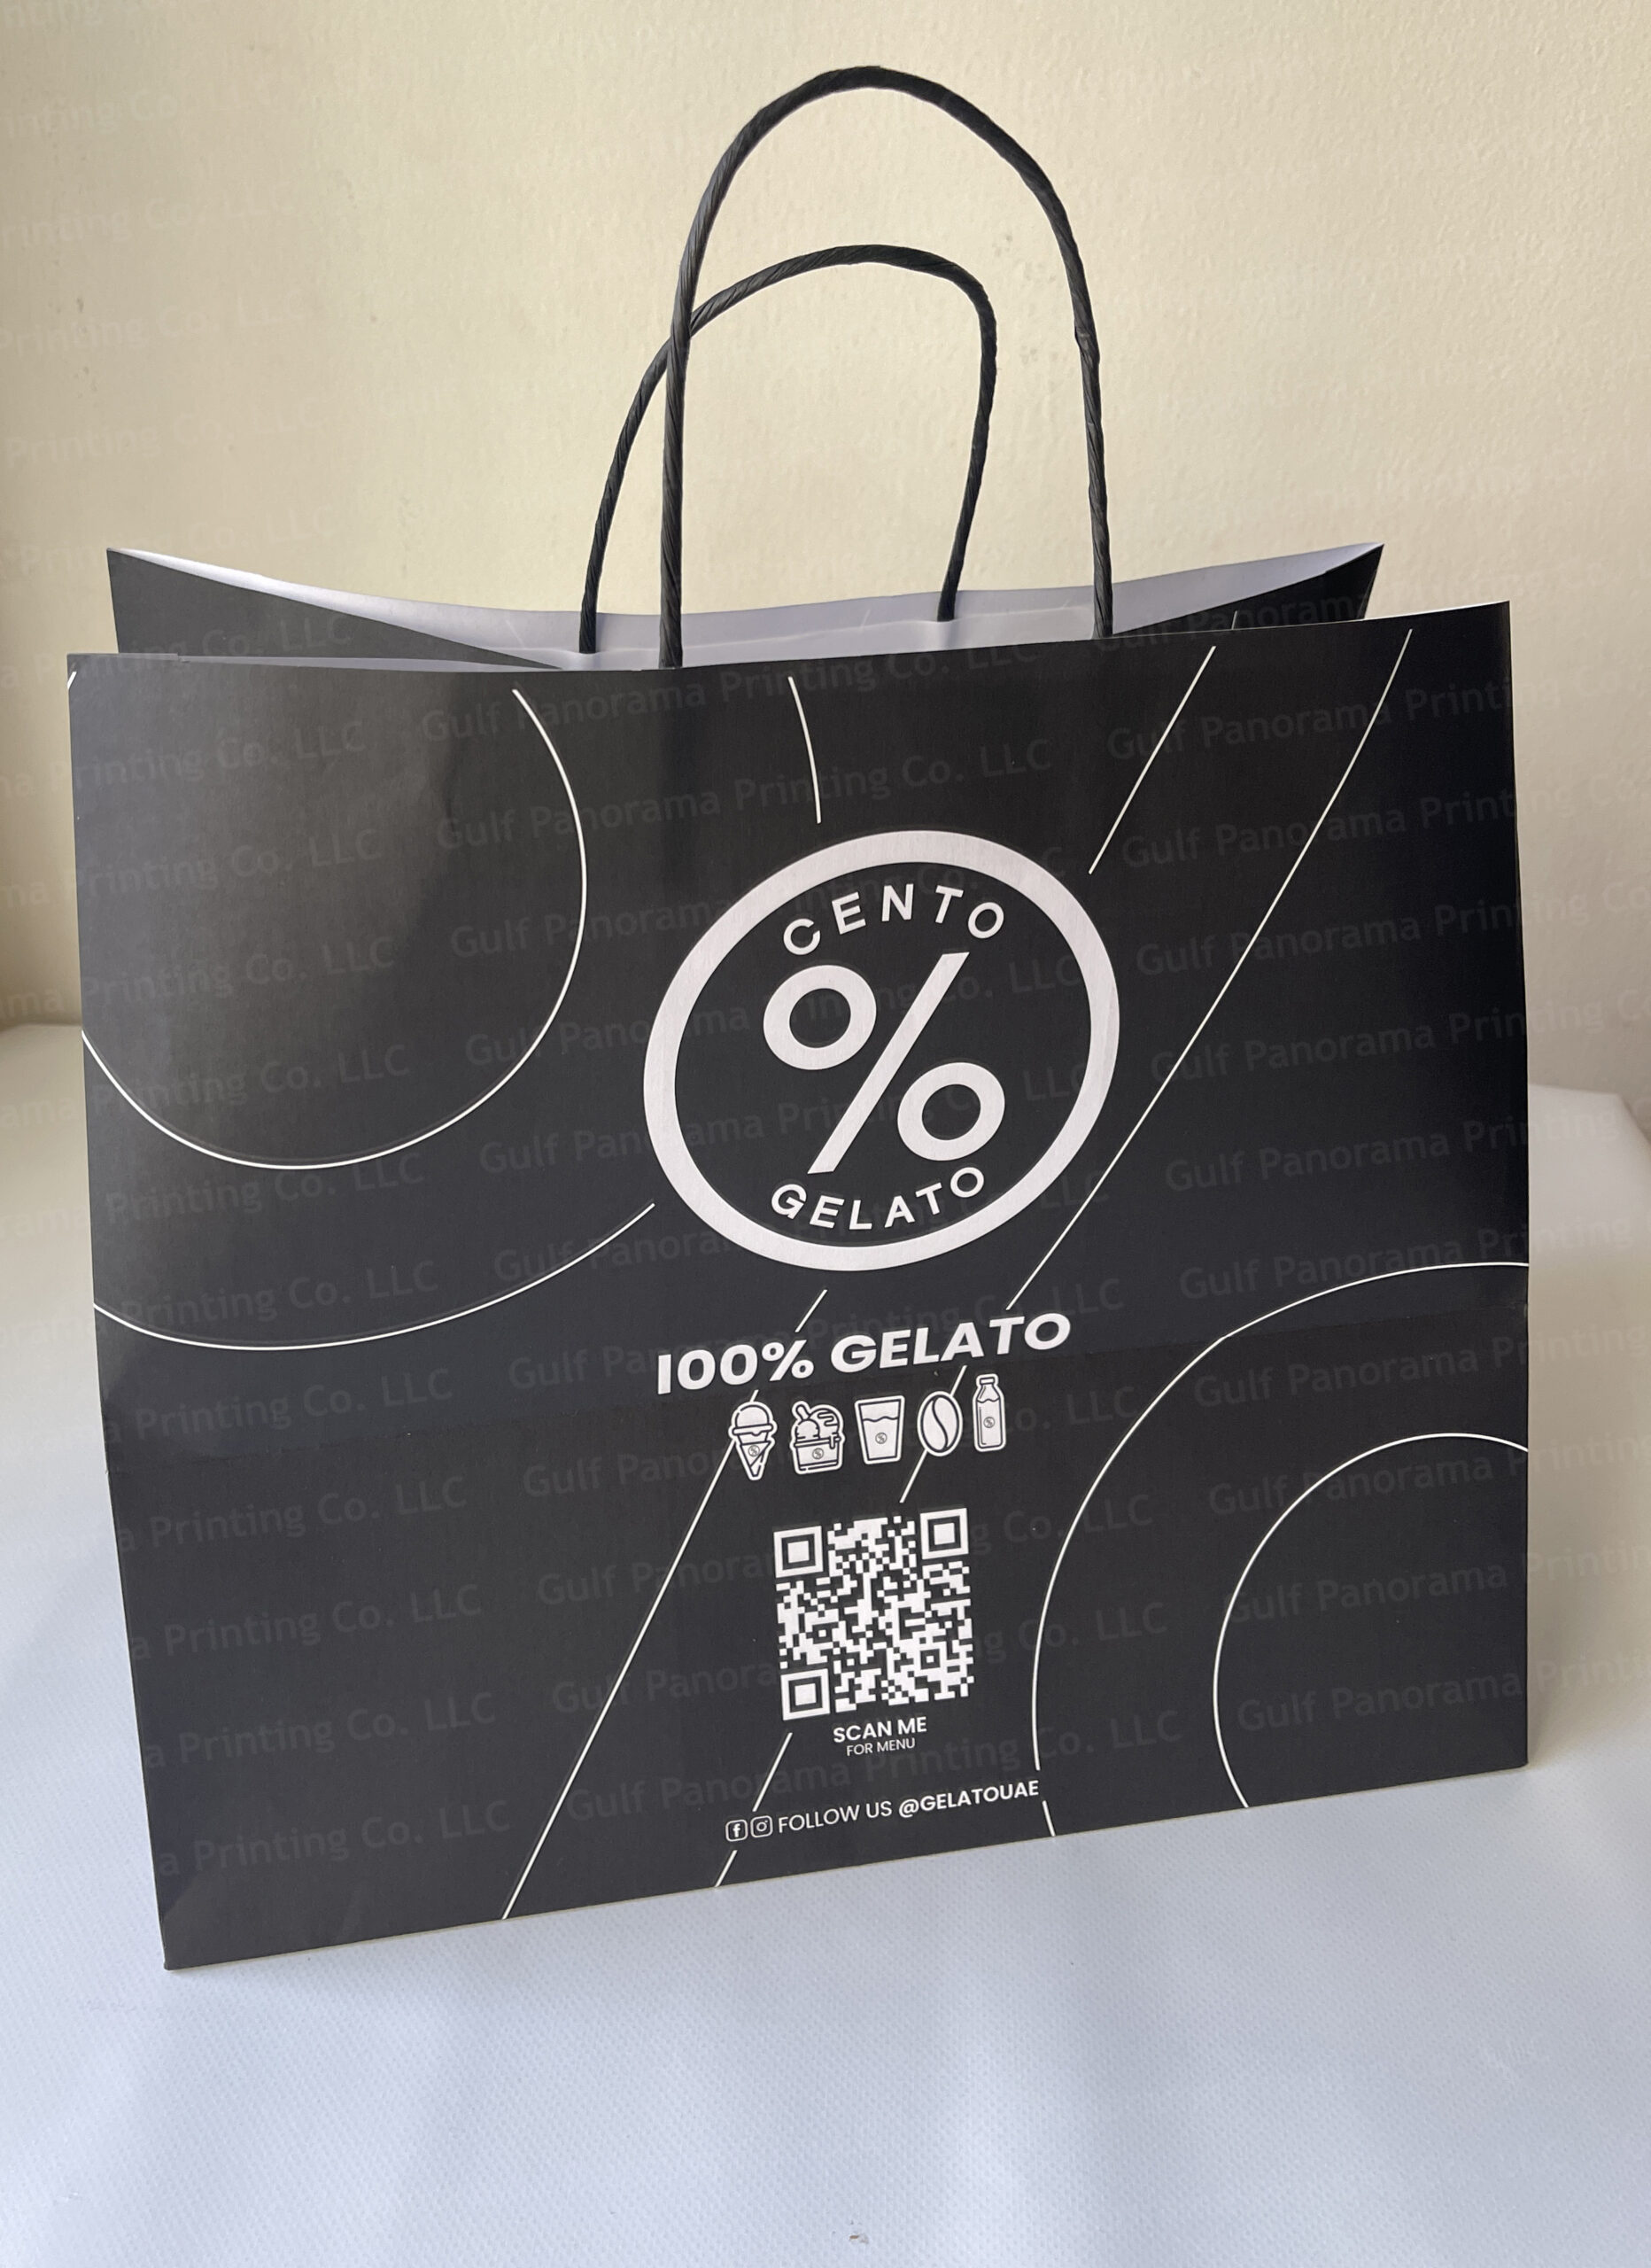 CENTO
%
GELATO
100% GELATO
SCAN ME
FOR MENU
FOLLOW US @GELATOUAE
Gulf Panorama Printing Co. LLC